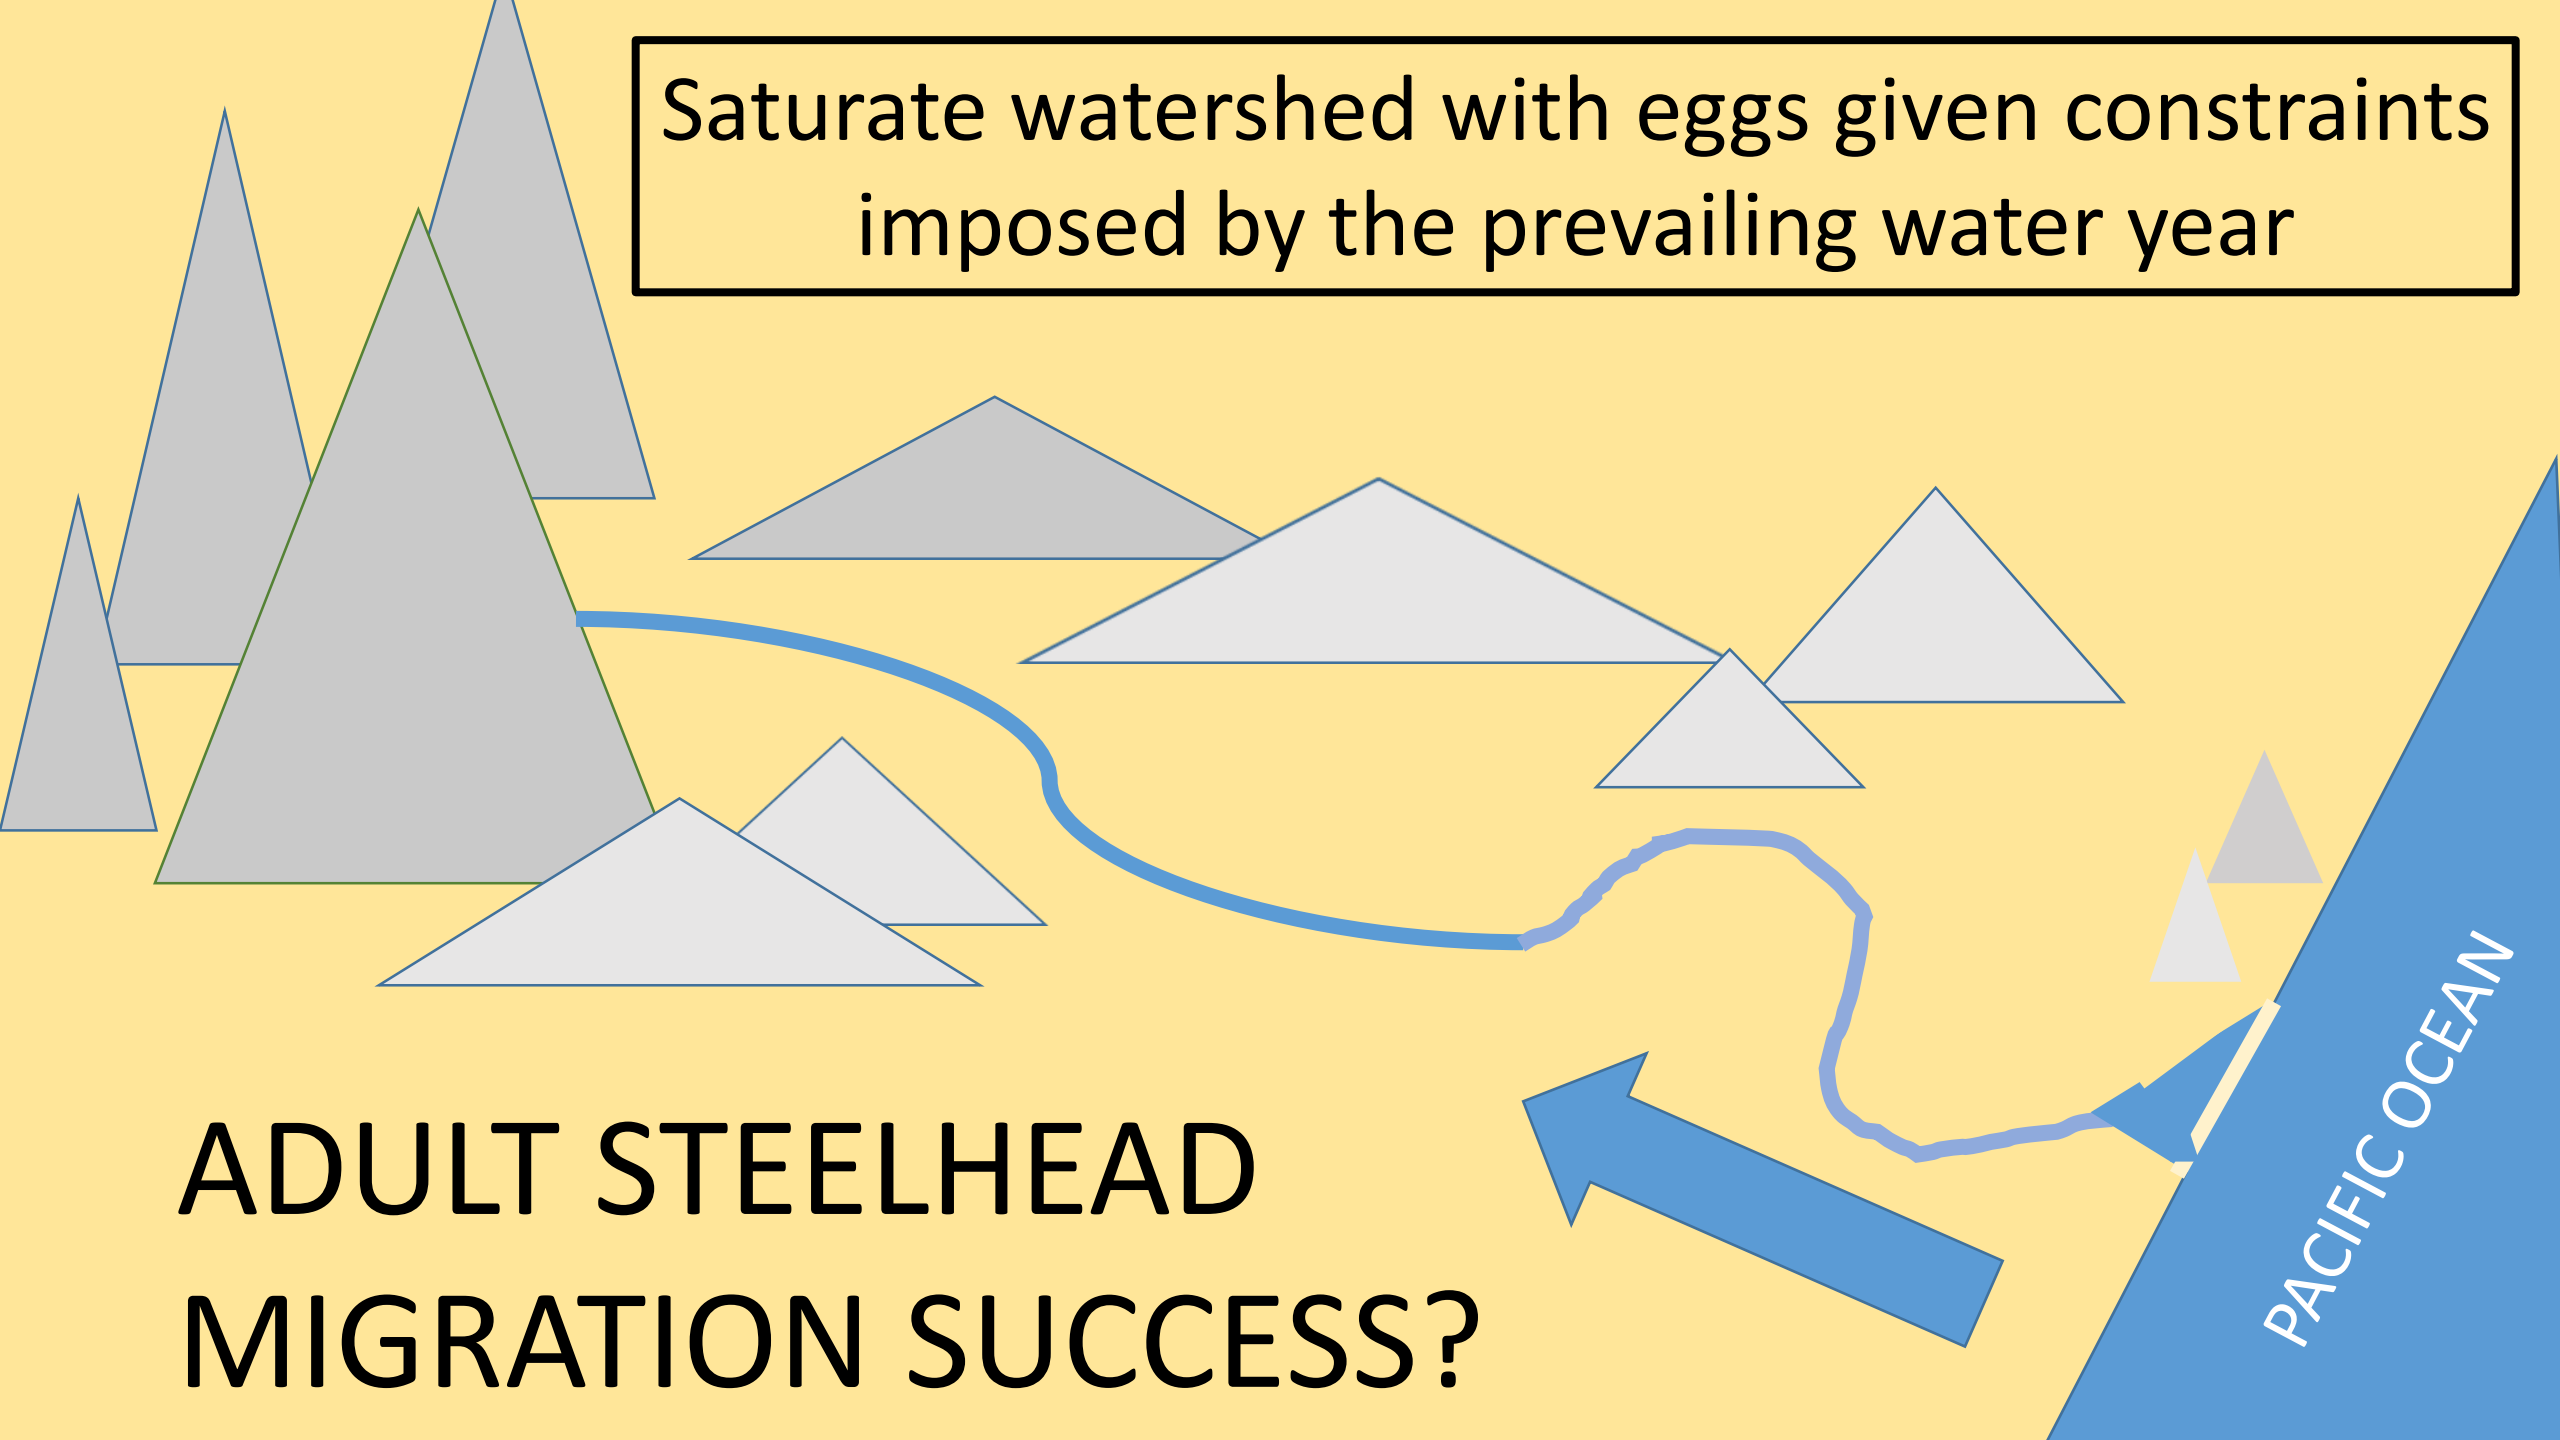 Saturate watershed with eggs given constraints
imposed by the prevailing water year
PACIFIC OCEAN
ADULT STEELHEAD
MIGRATION SUCCESS?